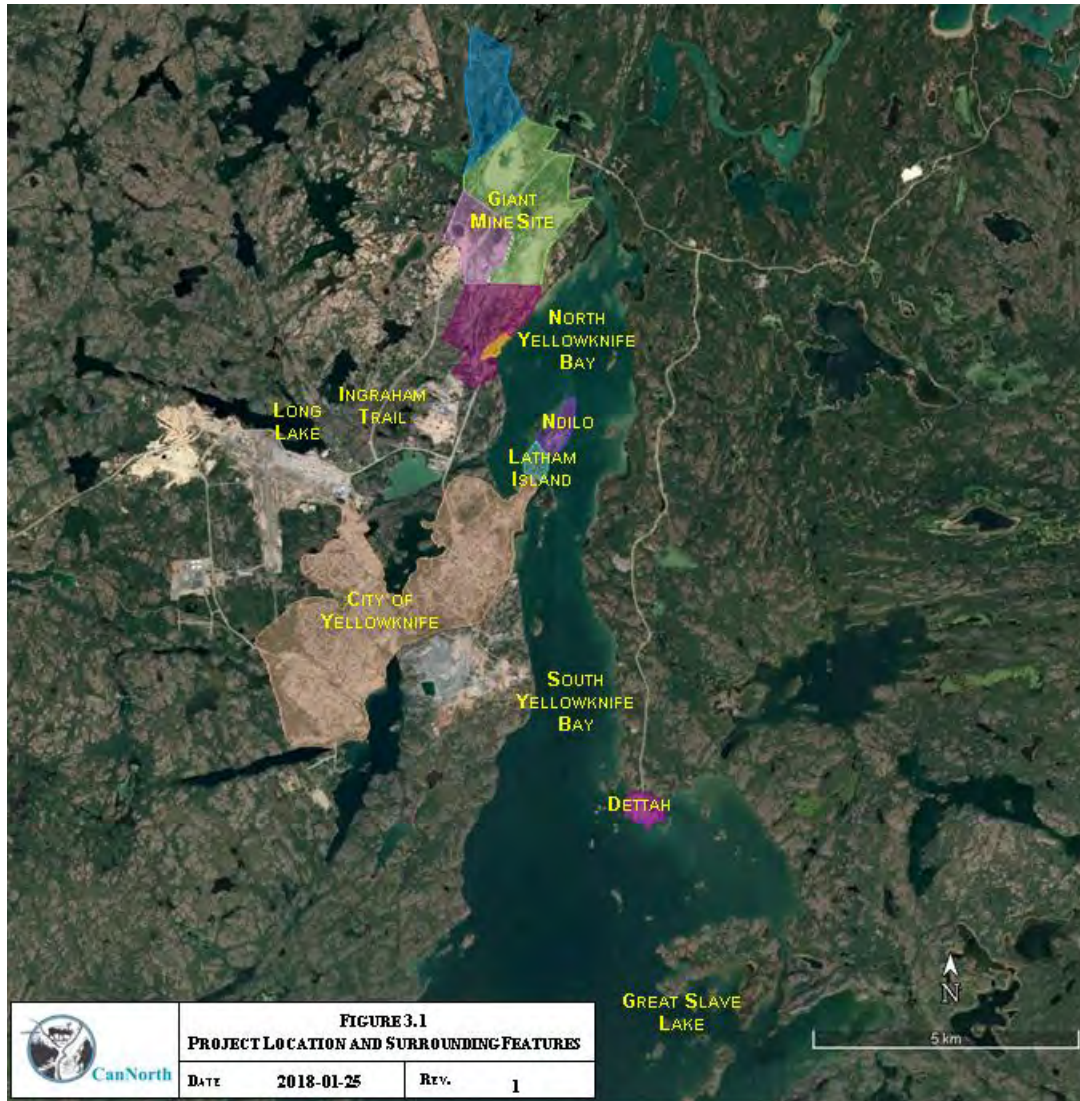 GIANT
MINE SITE
NORTH
YELLOWKNIFE
BAY
INGRAHAM
TRAIL
LONG
LAKE
NDILO
LATHAM
ISLAND
CITY OF
YELLOWKNIFE
SOUTH
YELLOWKNIFE
BAY
DETTAH
GREAT SLAVE
LAKE
N
5 km
CanNorth
FIGURE 3.1
PROJECT LOCATION AND SURROUNDING FEATURES
DATE 2018-01-25 REV. 1